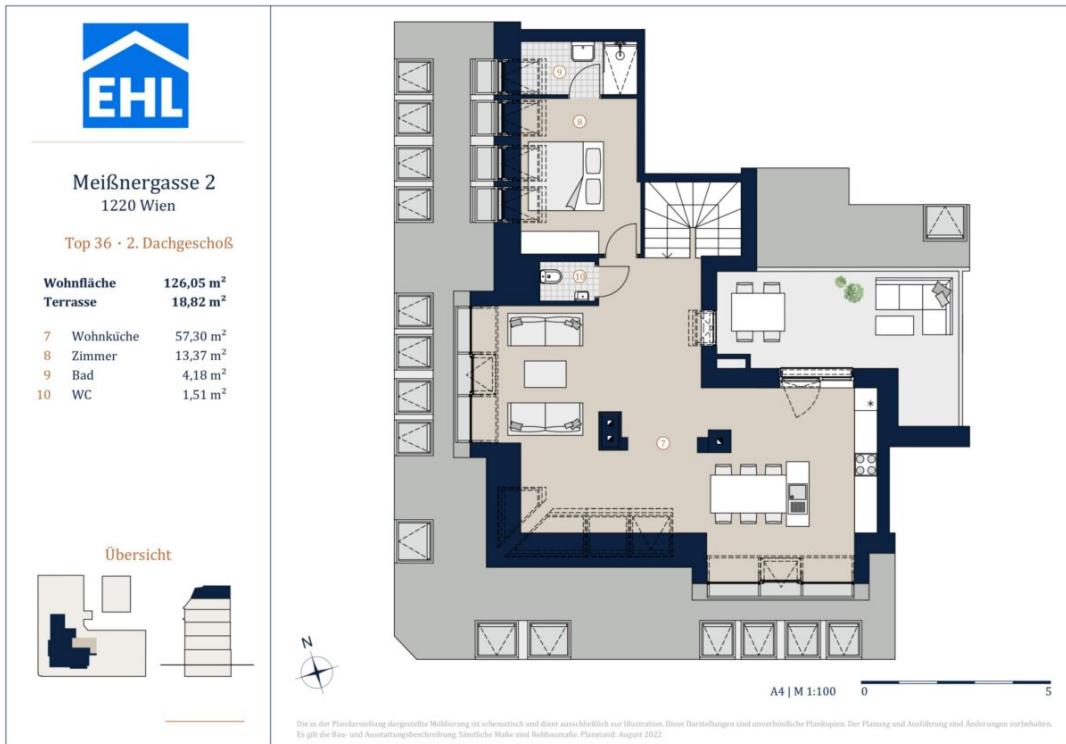 EHL
Meißnergasse 2
1220 Wien
Top 36 · 2. Dachgeschoß
Wohnfläche 126,05 m²
Terrasse 18,82 m²
7 Wohnküche 57,30 m²
8 Zimmer 13,37 m²
9 Bad 4,18 m²
10 WC 1,51 m²
Übersicht
9
8
10
7
*
N
A4 | M 1:100 0 5
Die in der Plandarstellung dargestellte Möblierung ist schematisch und dient ausschließlich zur Illustration. Diese Darstellungen sind unverbindliche Plankopien. Der Planung und Ausführung sind Änderungen vorbehalten.
Es gilt die Bau- und Ausstattungsbeschreibung. Sämtliche Maße sind Rohbaumaße. Planstand: August 2022